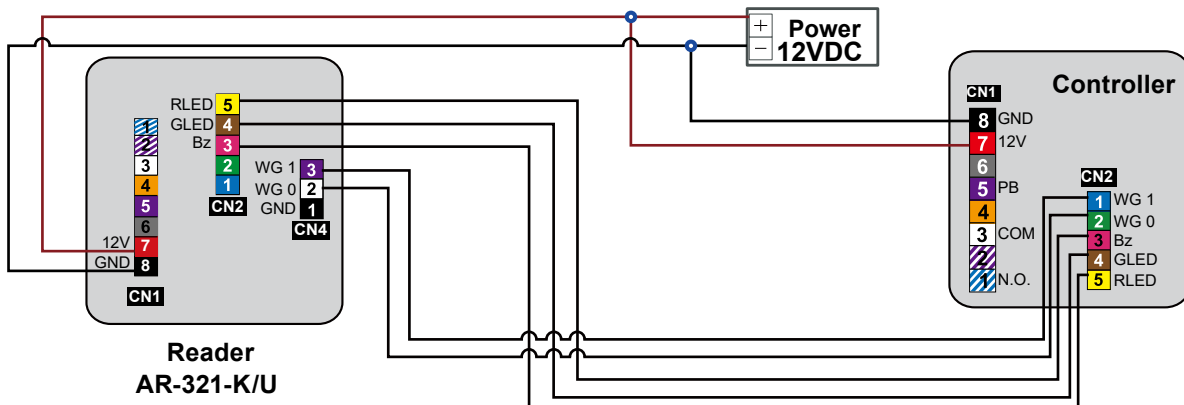 + Power
− 12VDC
Reader
AR-321-K/U
CN1
1
2
3
4
5
6
12V 7
GND 8
CN2
RLED 5
GLED 4
Bz 3
2
1
CN4
WG 1 3
WG 0 2
GND 1
Controller
CN1
8 GND
7 12V
6
5 PB
4
3 COM
2
1 N.O.
CN2
1 WG 1
2 WG 0
3 Bz
4 GLED
5 RLED